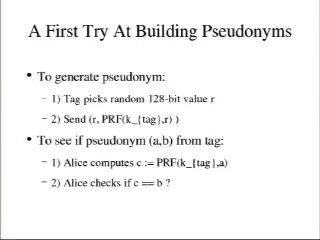 A First Try At Building Pseudonyms
• To generate pseudonym:
– 1) Tag picks random 128-bit value r
– 2) Send (r, PRF(k_{tag},r) )
• To see if pseudonym (a,b) from tag:
– 1) Alice computes c := PRF(k_{tag},a)
– 2) Alice checks if c == b ?